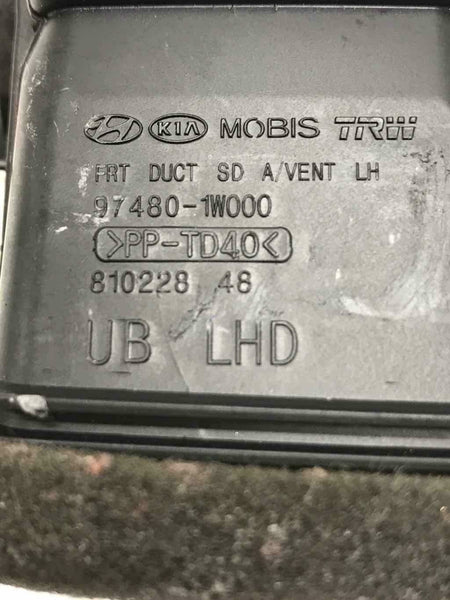 KIA MOBIS TRW
FRT DUCT SD A/VENT LH
97480-1W000
>PP-TD40<
810228 48
UB LHD